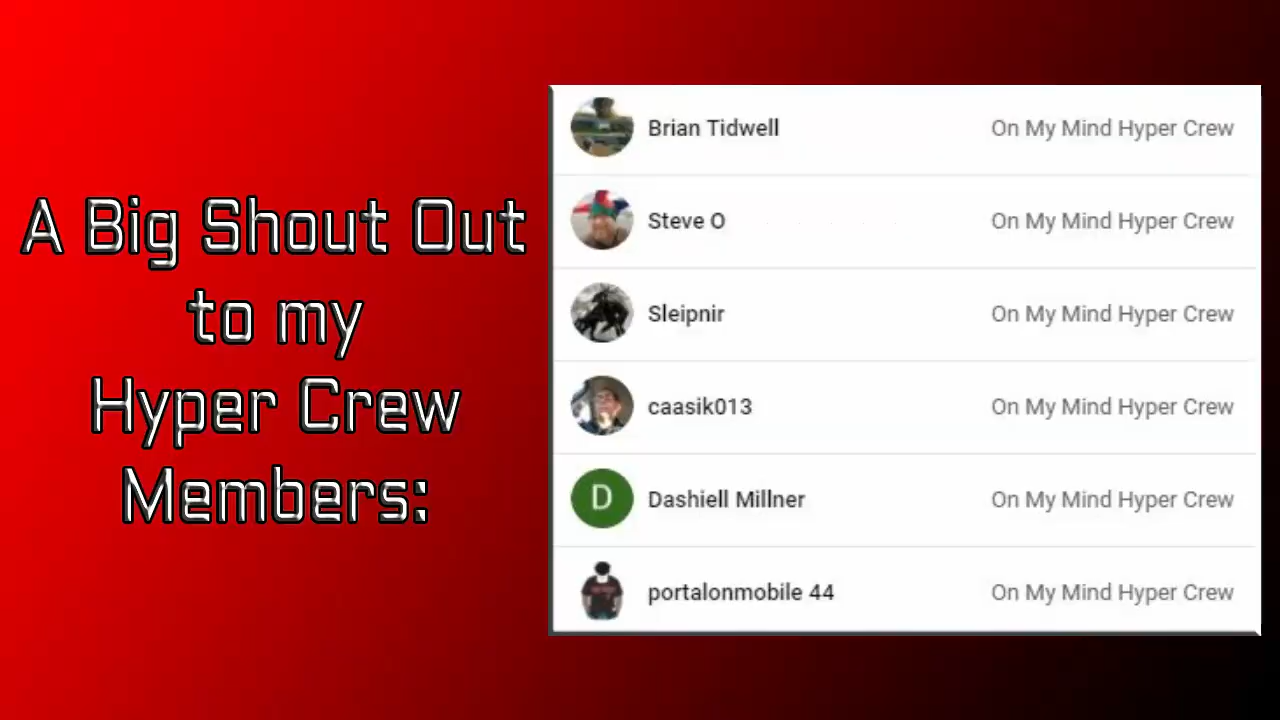 A Big Shout Out
to my
Hyper Crew
Members:
Brian Tidwell On My Mind Hyper Crew
Steve O On My Mind Hyper Crew
Sleipnir On My Mind Hyper Crew
caasik013 On My Mind Hyper Crew
D Dashiell Millner On My Mind Hyper Crew
portalonmobile 44 On My Mind Hyper Crew